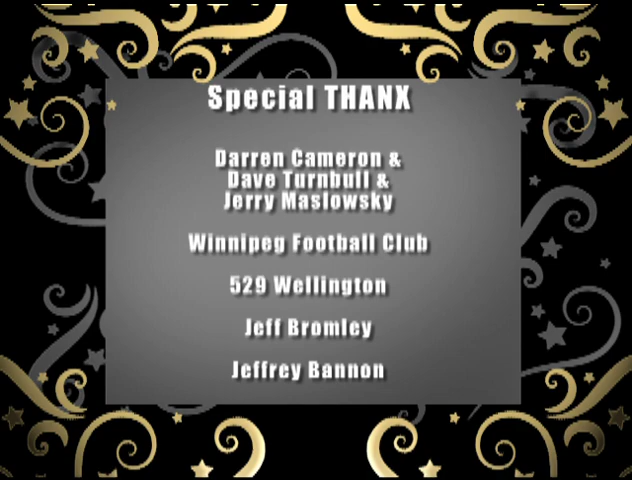 Special THANX
Darren Cameron &
Dave Turnbull &
Jerry Maslowsky
Winnipeg Football Club
529 Wellington
Jeff Bromley
Jeffrey Bannon